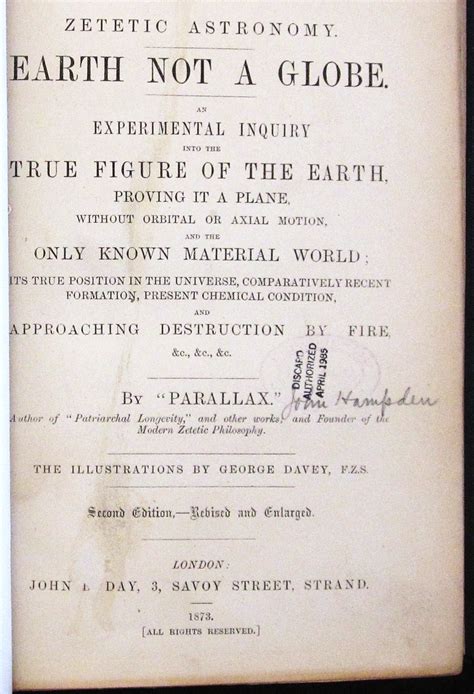 ZETETIC ASTRONOMY.
EARTH NOT A GLOBE.
AN
EXPERIMENTAL INQUIRY
INTO THE
TRUE FIGURE OF THE EARTH,
PROVING IT A PLANE,
WITHOUT ORBITAL OR AXIAL MOTION,
AND THE
ONLY KNOWN MATERIAL WORLD;
ITS TRUE POSITION IN THE UNIVERSE, COMPARATIVELY RECENT
FORMATION, PRESENT CHEMICAL CONDITION,
AND
APPROACHING DESTRUCTION BY FIRE,
&c., &c., &c.
DISCARD
AUTHORIZED
APRIL 1985
By "PARALLAX."
John Hampden
Author of "Patriarchal Longevity," and other works; and Founder of the
Modern Zetetic Philosophy.
THE ILLUSTRATIONS BY GEORGE DAVEY, F.Z.S.
Second Edition,—Revised and Enlarged.
LONDON:
JOHN B. DAY, 3, SAVOY STREET, STRAND.
1873.
[ALL RIGHTS RESERVED.]